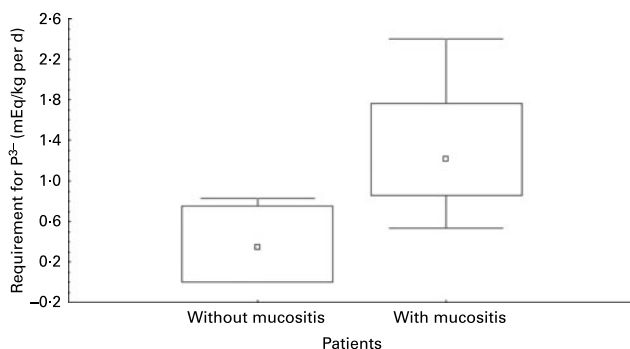 Requirement for P³⁻ (mEq/kg per d)
2·6
2·2
1·8
1·4
1·0
0·6
0·2
–0·2
Without mucositis With mucositis
Patients